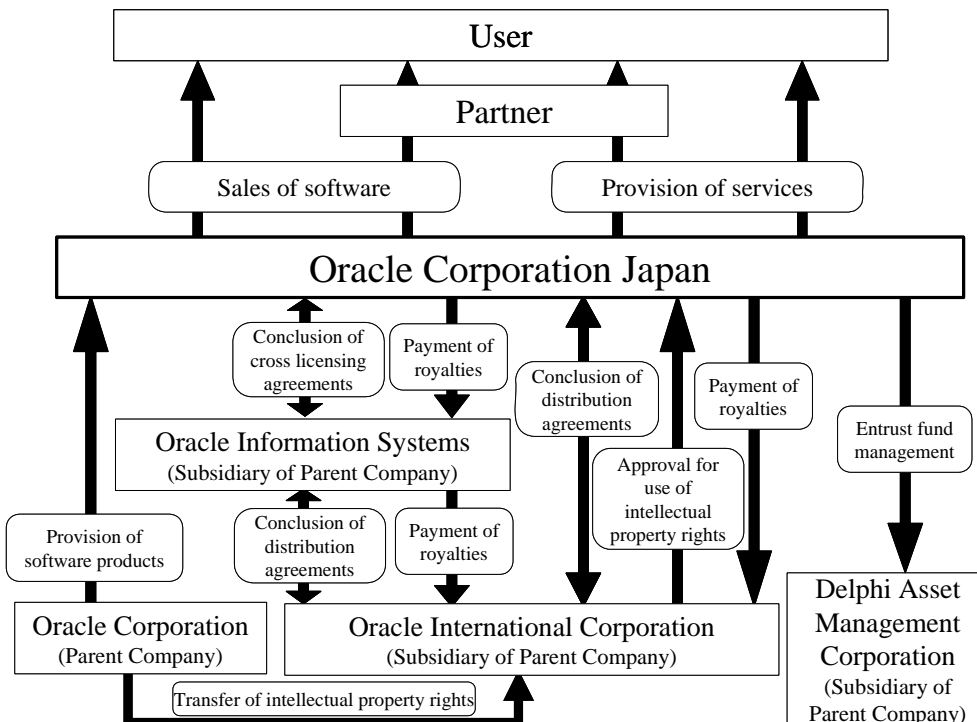 User
Partner
Sales of software
Provision of services
Oracle Corporation Japan
Conclusion of
cross licensing
agreements
Payment of
royalties
Conclusion of
distribution
agreements
Payment of
royalties
Entrust fund
management
Oracle Information Systems
(Subsidiary of Parent Company)
Approval for
use of
intellectual
property rights
Provision of
software products
Conclusion of
distribution
agreements
Payment of
royalties
Oracle Corporation
(Parent Company)
Oracle International Corporation
(Subsidiary of Parent Company)
Delphi Asset
Management
Corporation
(Subsidiary of
Parent Company)
Transfer of intellectual property rights